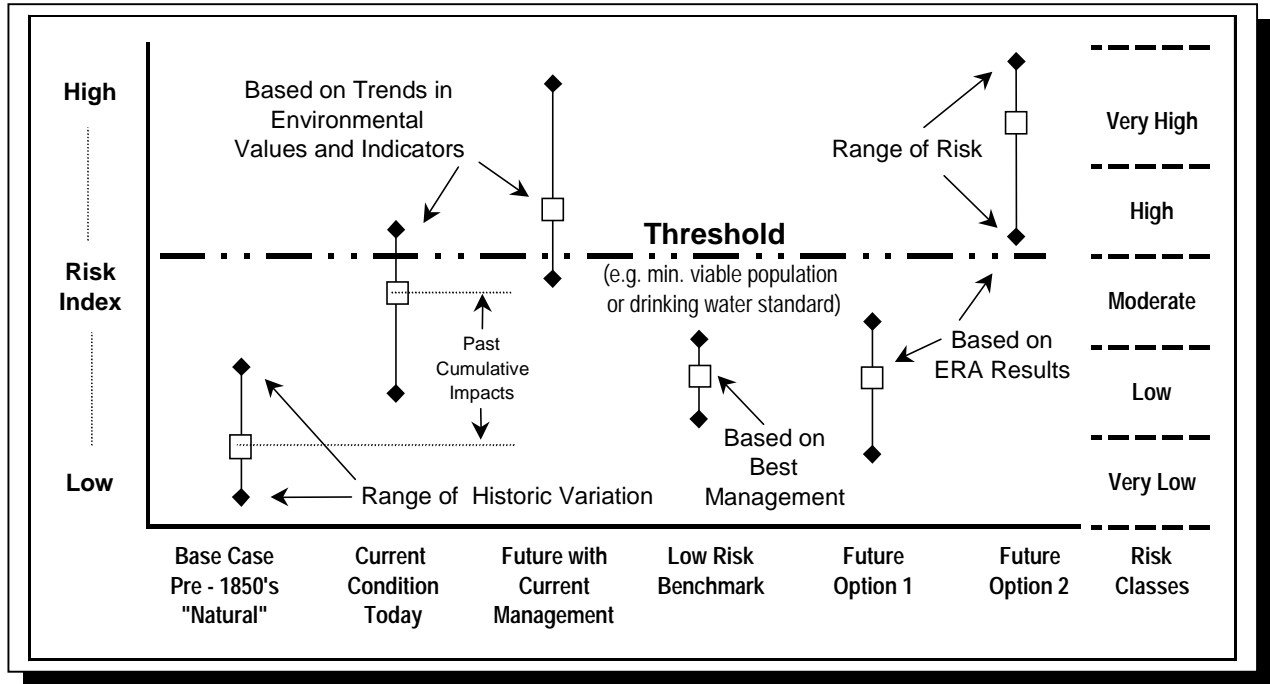 High
Risk
Index
Low
Based on Trends in
Environmental
Values and Indicators
Threshold
(e.g. min. viable population
or drinking water standard)
Range of Risk
Past
Cumulative
Impacts
Range of Historic Variation
Based on
Best
Management
Based on
ERA Results
Very High
High
Moderate
Low
Very Low
Base Case
Pre - 1850's
"Natural"
Current
Condition
Today
Future with
Current
Management
Low Risk
Benchmark
Future
Option 1
Future
Option 2
Risk
Classes